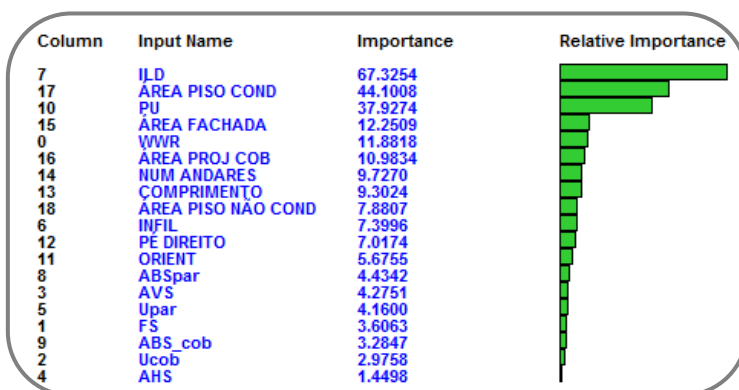 Column Input Name Importance Relative Importance
7 ILD 67.3254
17 ÁREA PISO COND 44.1008
10 PU 37.9274
15 ÁREA FACHADA 12.2509
0 WWR 11.8818
16 ÁREA PROJ COB 10.9834
14 NUM ANDARES 9.7270
13 COMPRIMENTO 9.3024
18 ÁREA PISO NÃO COND 7.8807
6 INFIL 7.3996
12 PÉ DIREITO 7.0174
11 ORIENT 5.6755
8 ABSpar 4.4342
3 AVS 4.2751
5 Upar 4.1600
1 FS 3.6063
9 ABS_cob 3.2847
2 Ucob 2.9758
4 AHS 1.4498